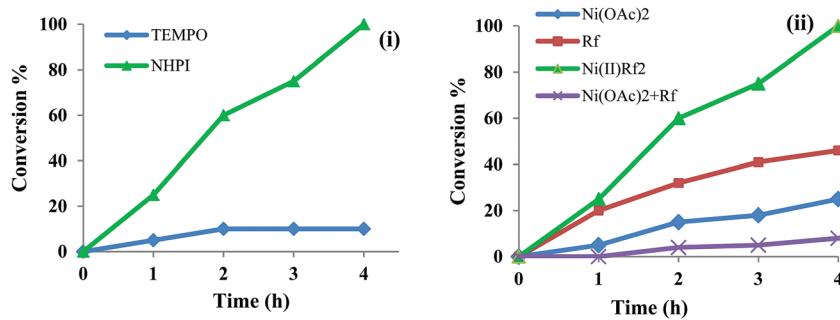 (i)
TEMPO
NHPI
Conversion %
100
80
60
40
20
0
0 1 2 3 4
Time (h)
(ii)
Ni(OAc)2
Rf
Ni(II)Rf2
Ni(OAc)2+Rf
Conversion %
100
80
60
40
20
0
0 1 2 3 4
Time (h)